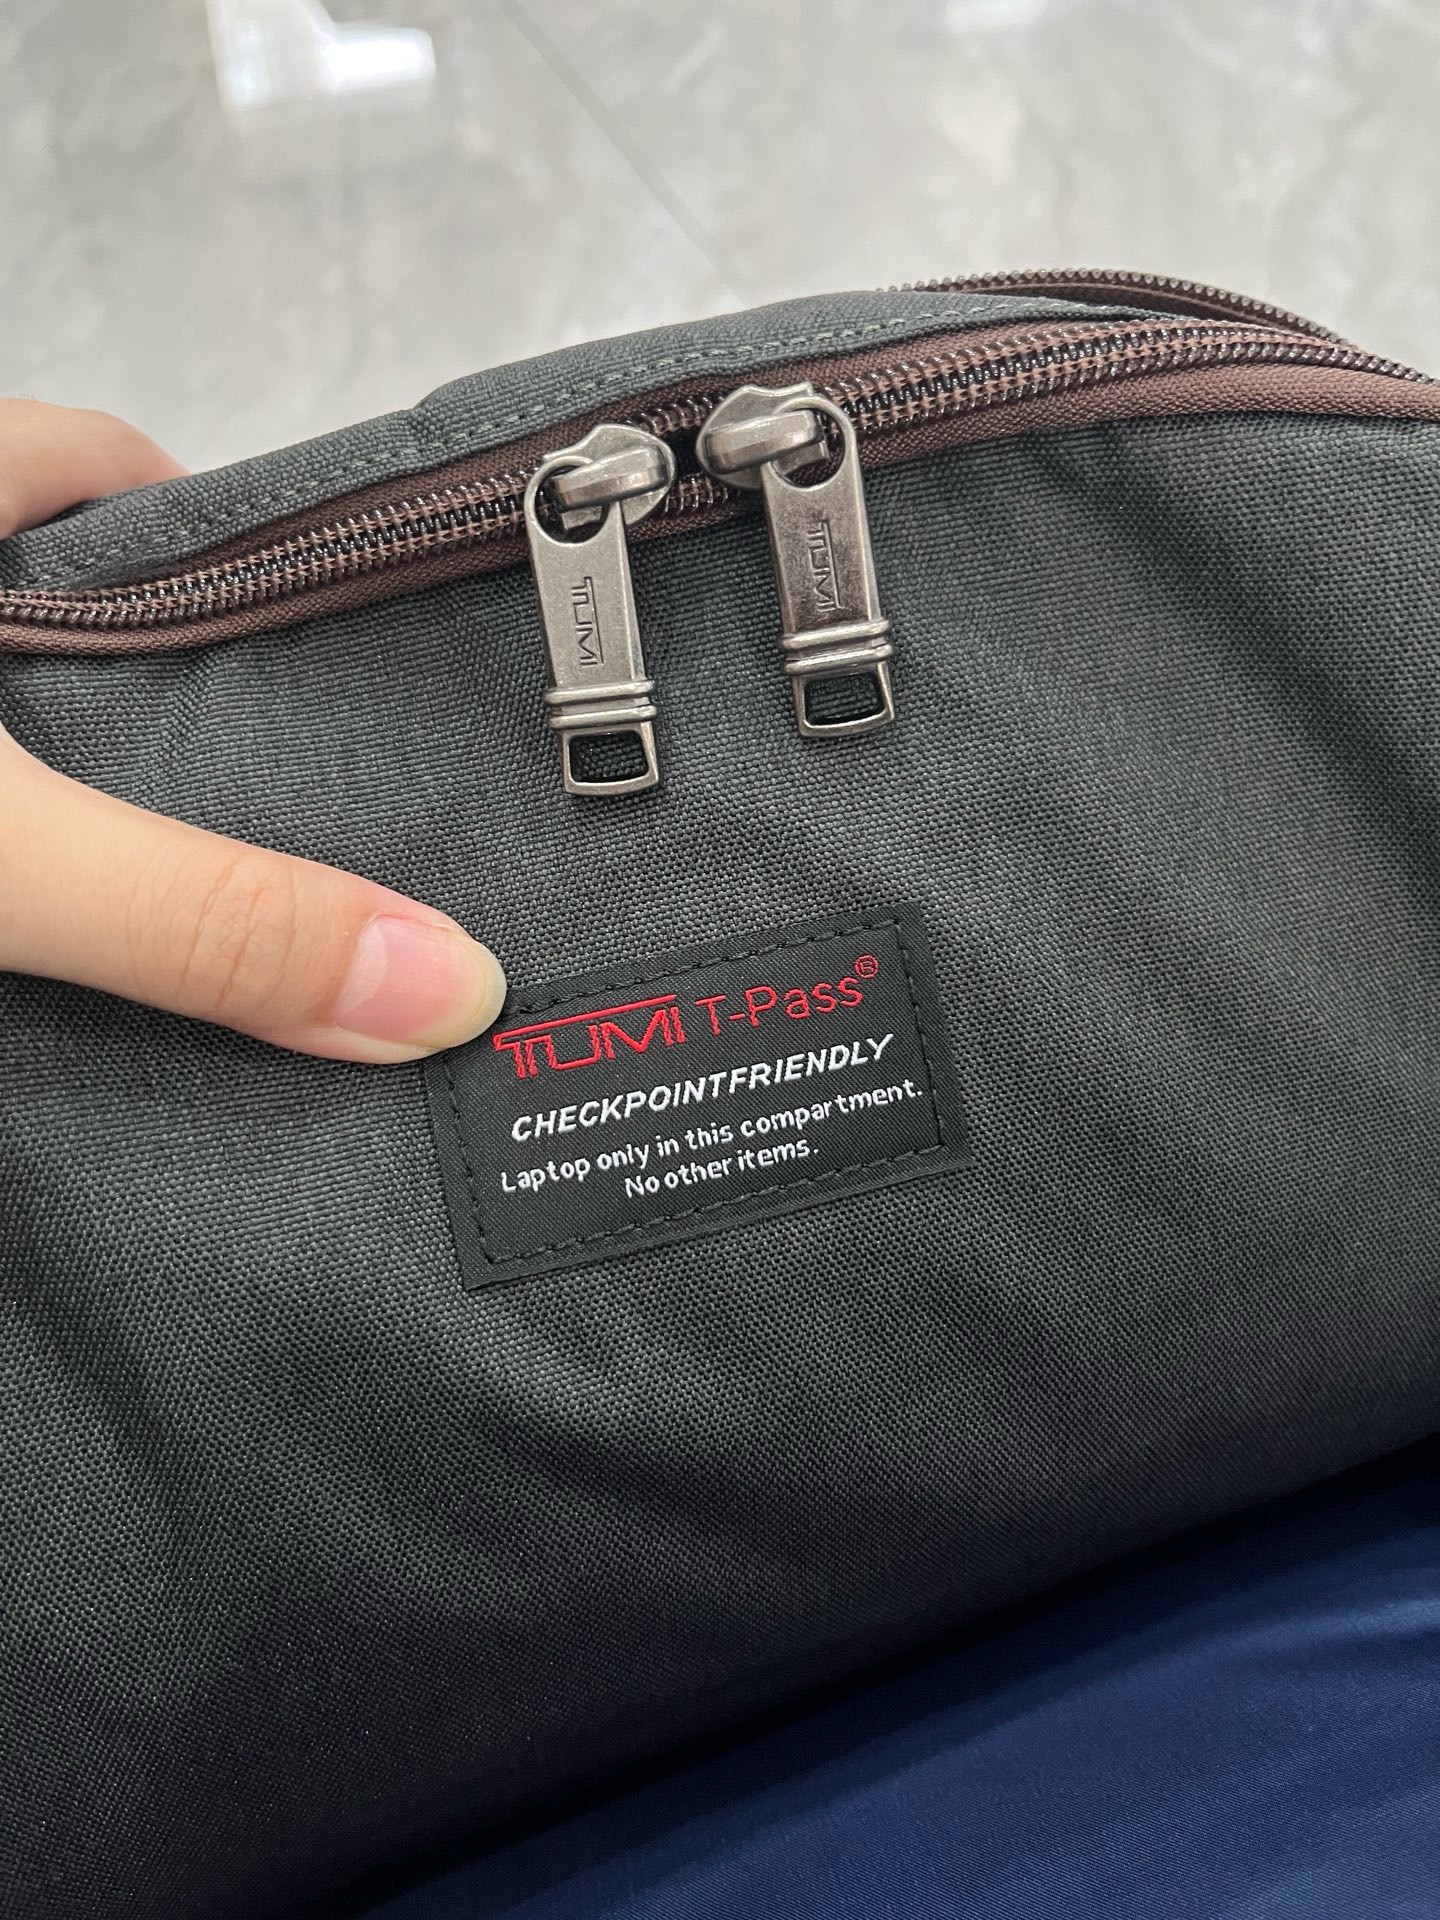 TUMI
TUMI
TUMI T-Pass®
CHECKPOINTFRIENDLY
Laptop only in this compartment.
No other items.